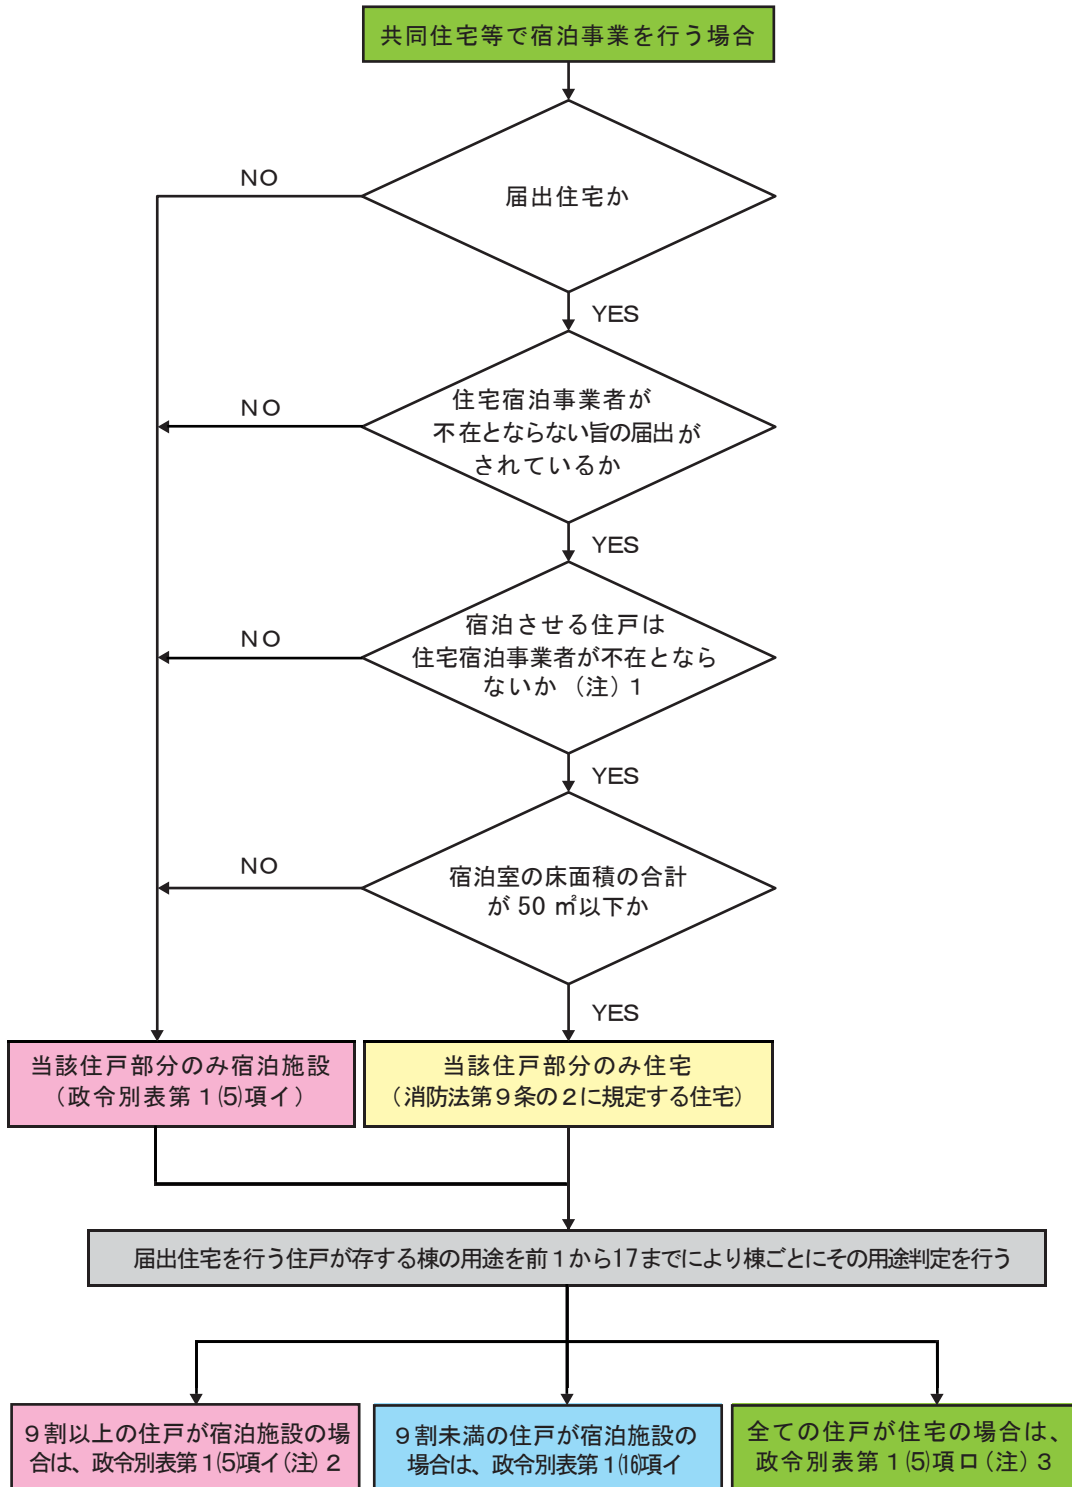 共同住宅等で宿泊事業を行う場合
NO
届出住宅か
YES
NO
住宅宿泊事業者が
不在とならない旨の届出が
されているか
YES
NO
宿泊させる住戸は
住宅宿泊事業者が不在となら
ないか（注）1
YES
NO
宿泊室の床面積の合計
が 50 ㎡以下か
YES
当該住戸部分のみ宿泊施設
（政令別表第１(5)項イ）
当該住戸部分のみ住宅
（消防法第９条の２に規定する住宅）
届出住宅を行う住戸が存する棟の用途を前１から17までにより棟ごとにその用途判定を行う
９割以上の住戸が宿泊施設の場
合は、政令別表第１(5)項イ（注）２
９割未満の住戸が宿泊施設の
場合は、政令別表第１(16)項イ
全ての住戸が住宅の場合は、
政令別表第１(5)項ロ（注）３